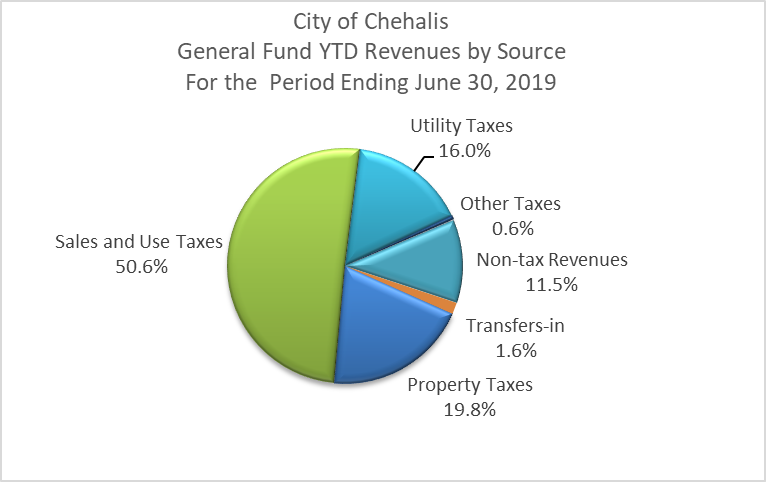 City of Chehalis
General Fund YTD Revenues by Source
For the  Period Ending June 30, 2019
Utility Taxes
16.0%
Other Taxes
0.6%
Sales and Use Taxes
50.6%
Non-tax Revenues
11.5%
Transfers-in
1.6%
Property Taxes
19.8%